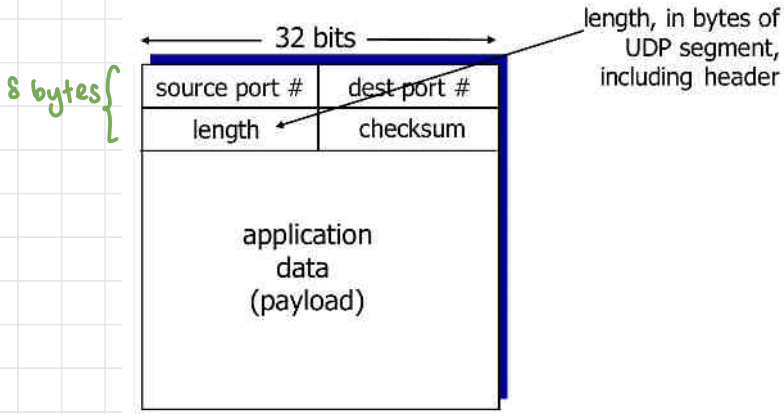 32 bits
length, in bytes of
UDP segment,
including header
8 bytes
source port #
dest port #
length
checksum
application
data
(payload)